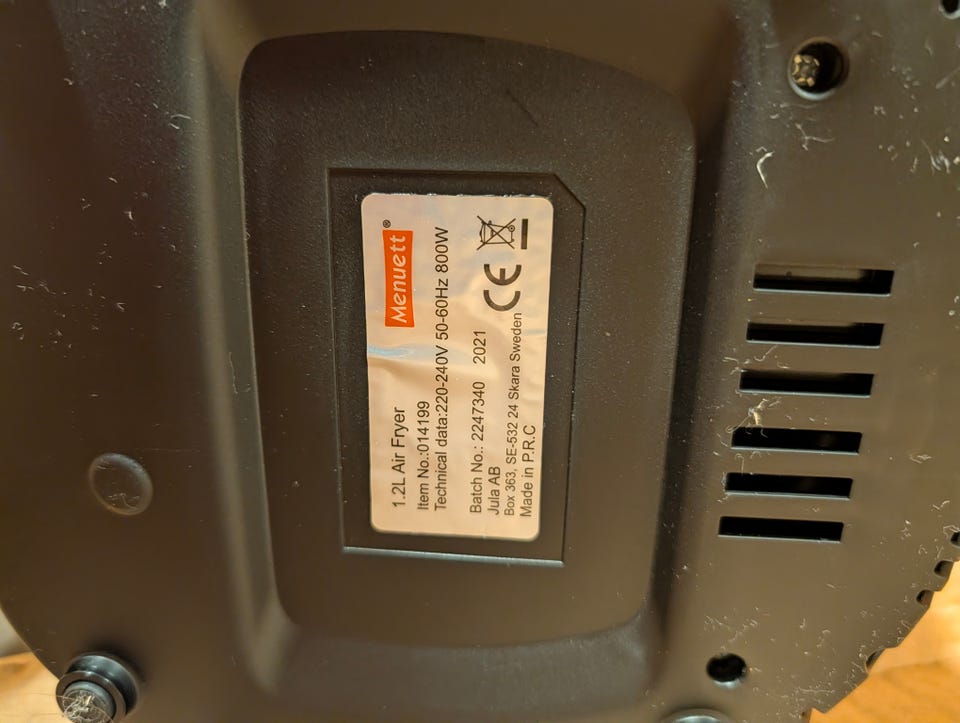 Menuett®
1.2L Air Fryer
Item No.:014199
Technical data:220-240V 50-60Hz 800W
Batch No.: 2247340 2021
Jula AB
Box 363, SE-532 24 Skara Sweden
Made in P.R.C
CE